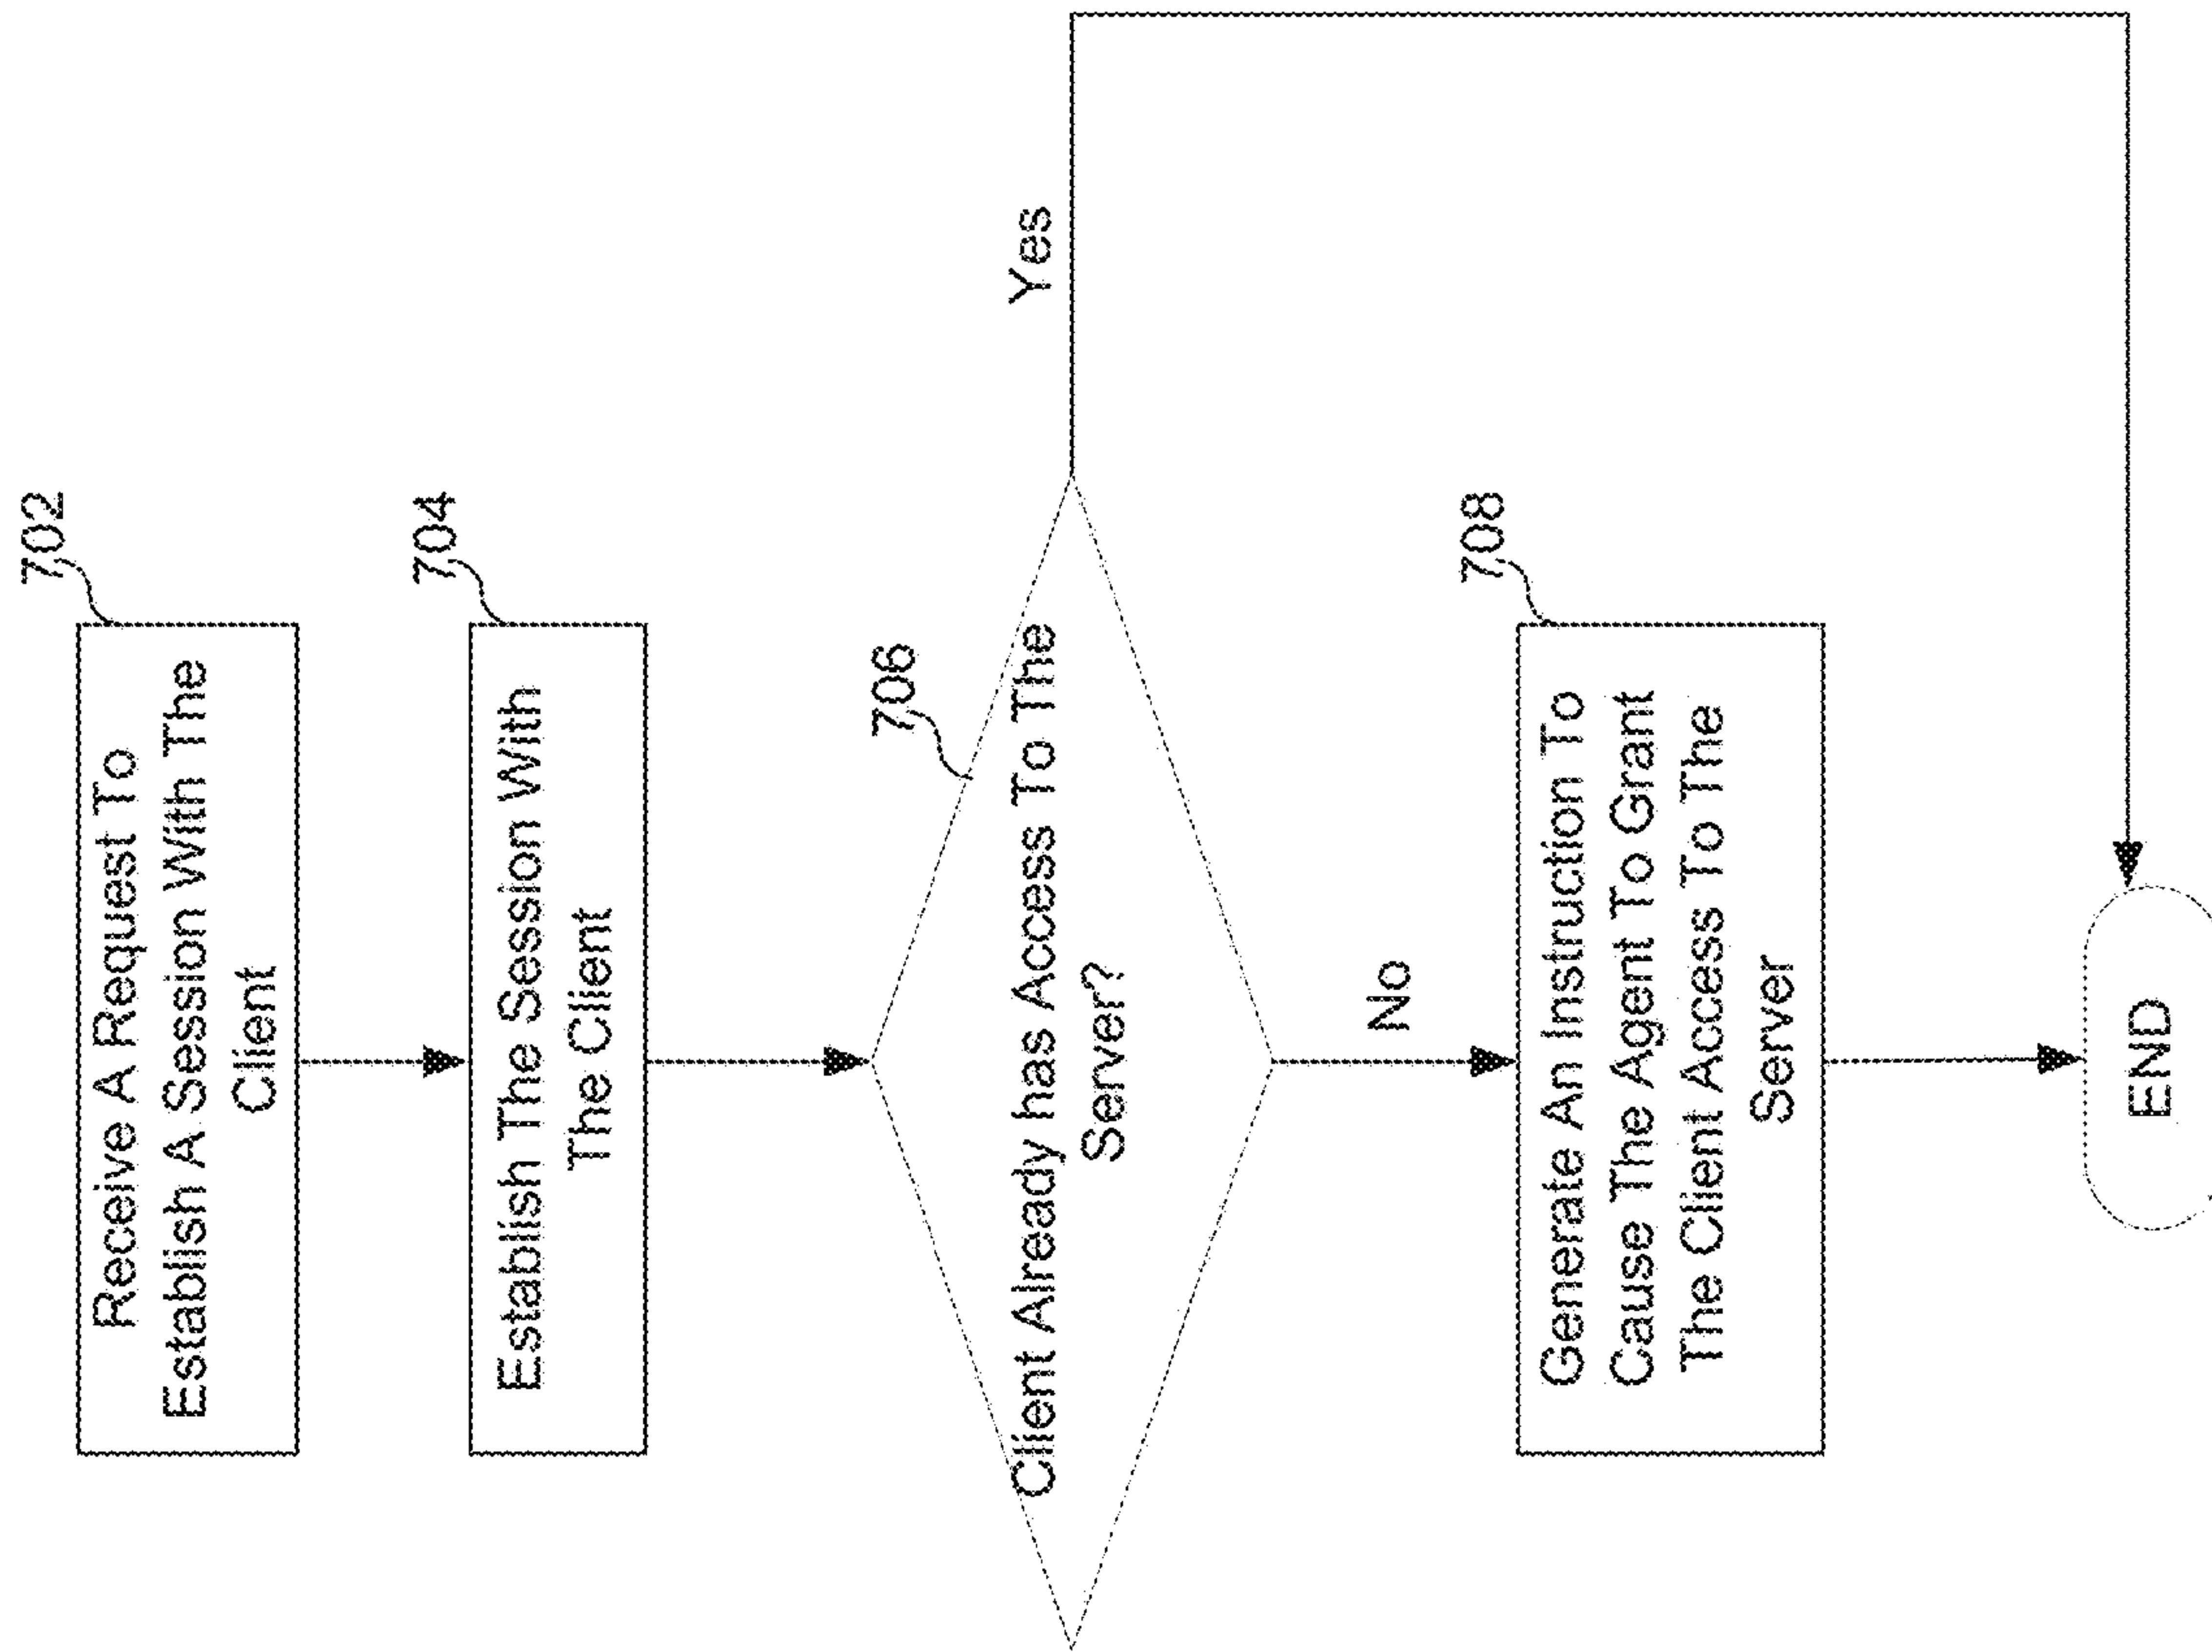 702
Receive A Request To
Establish A Session With The
Client
704
Establish The Session With
The Client
706
Client Already has Access To The
Server?
Yes
No
708
Generate An Instruction To
Cause The Agent To Grant
The Client Access To The
Server
END